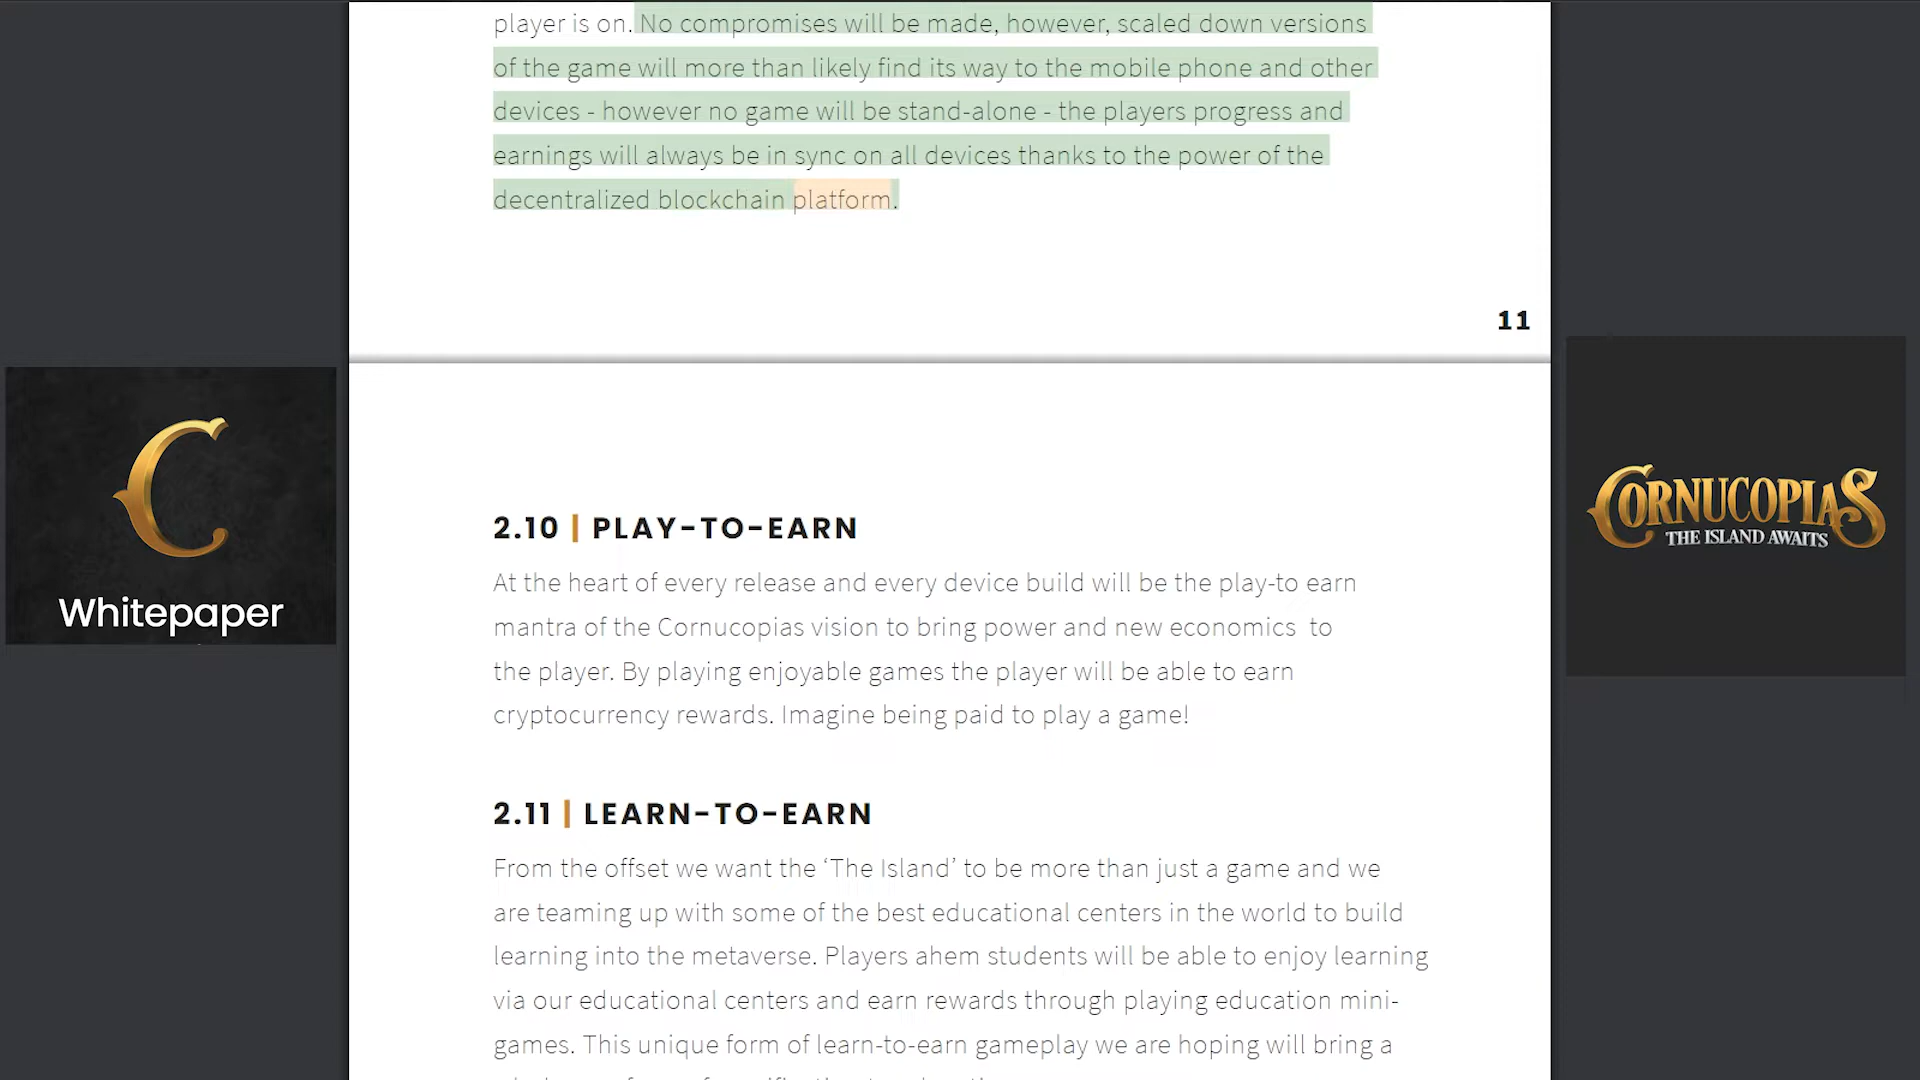 player is on. No compromises will be made, however, scaled down versions
of the game will more than likely find its way to the mobile phone and other
devices - however no game will be stand-alone - the players progress and
earnings will always be in sync on all devices thanks to the power of the
decentralized blockchain platform.
11
C
Whitepaper
CORNUCOPIAS
THE ISLAND AWAITS
2.10 | PLAY-TO-EARN
At the heart of every release and every device build will be the play-to earn
mantra of the Cornucopias vision to bring power and new economics to
the player. By playing enjoyable games the player will be able to earn
cryptocurrency rewards. Imagine being paid to play a game!
2.11 | LEARN-TO-EARN
From the offset we want the ‘The Island’ to be more than just a game and we
are teaming up with some of the best educational centers in the world to build
learning into the metaverse. Players ahem students will be able to enjoy learning
via our educational centers and earn rewards through playing education mini-
games. This unique form of learn-to-earn gameplay we are hoping will bring a